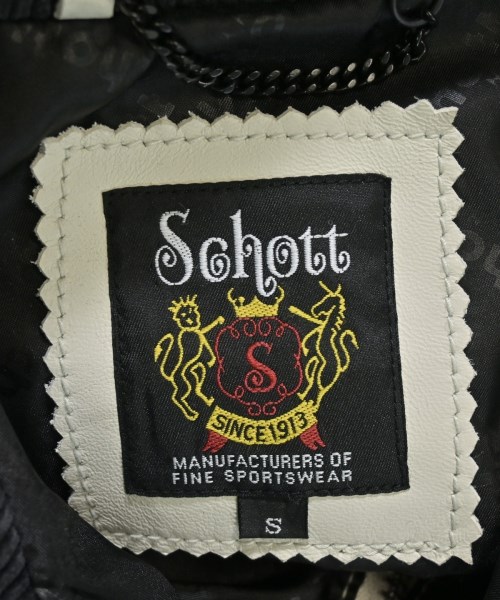 Schott
S
SINCE 1913
MANUFACTURERS OF
FINE SPORTSWEAR
S